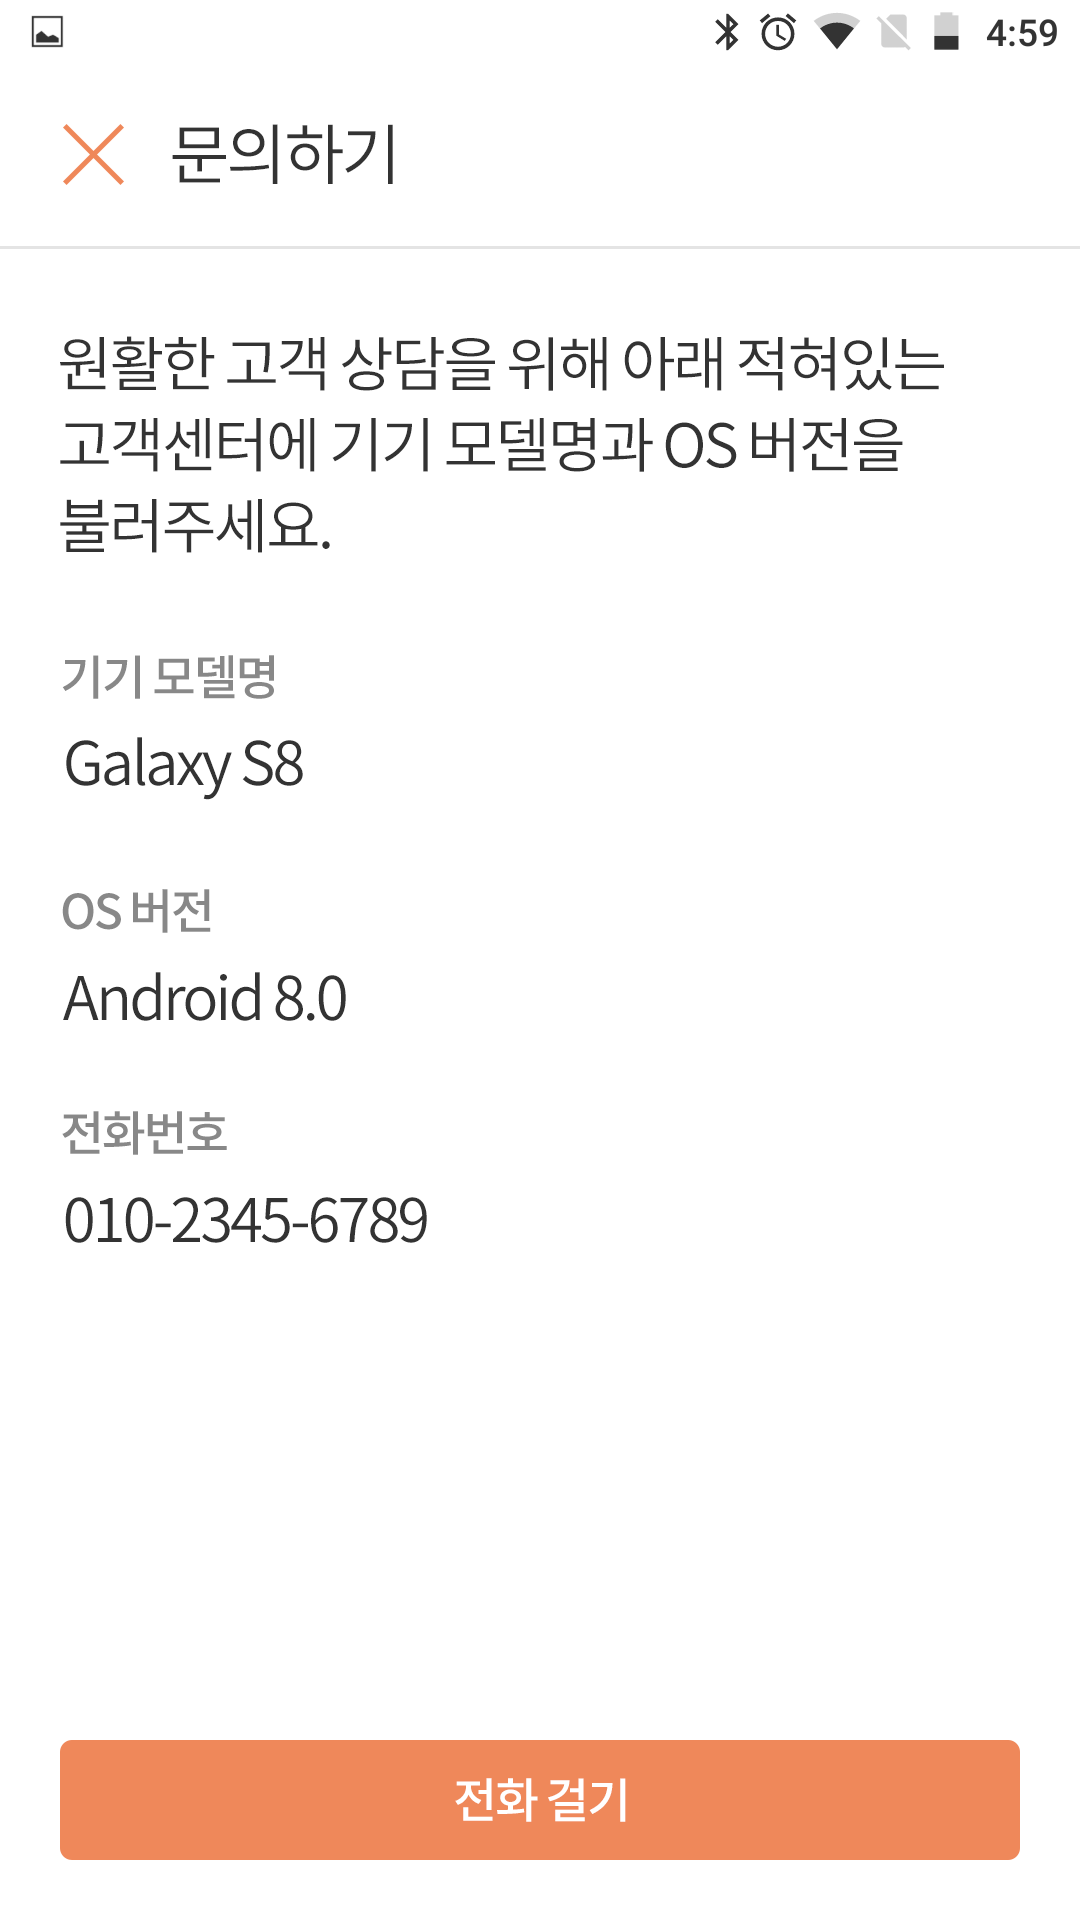 4:59
문의하기
원활한 고객 상담을 위해 아래 적혀있는
고객센터에 기기 모델명과 OS 버전을
불러주세요.
기기 모델명
Galaxy S8
OS 버전
Android 8.0
전화번호
010-2345-6789
전화 걸기